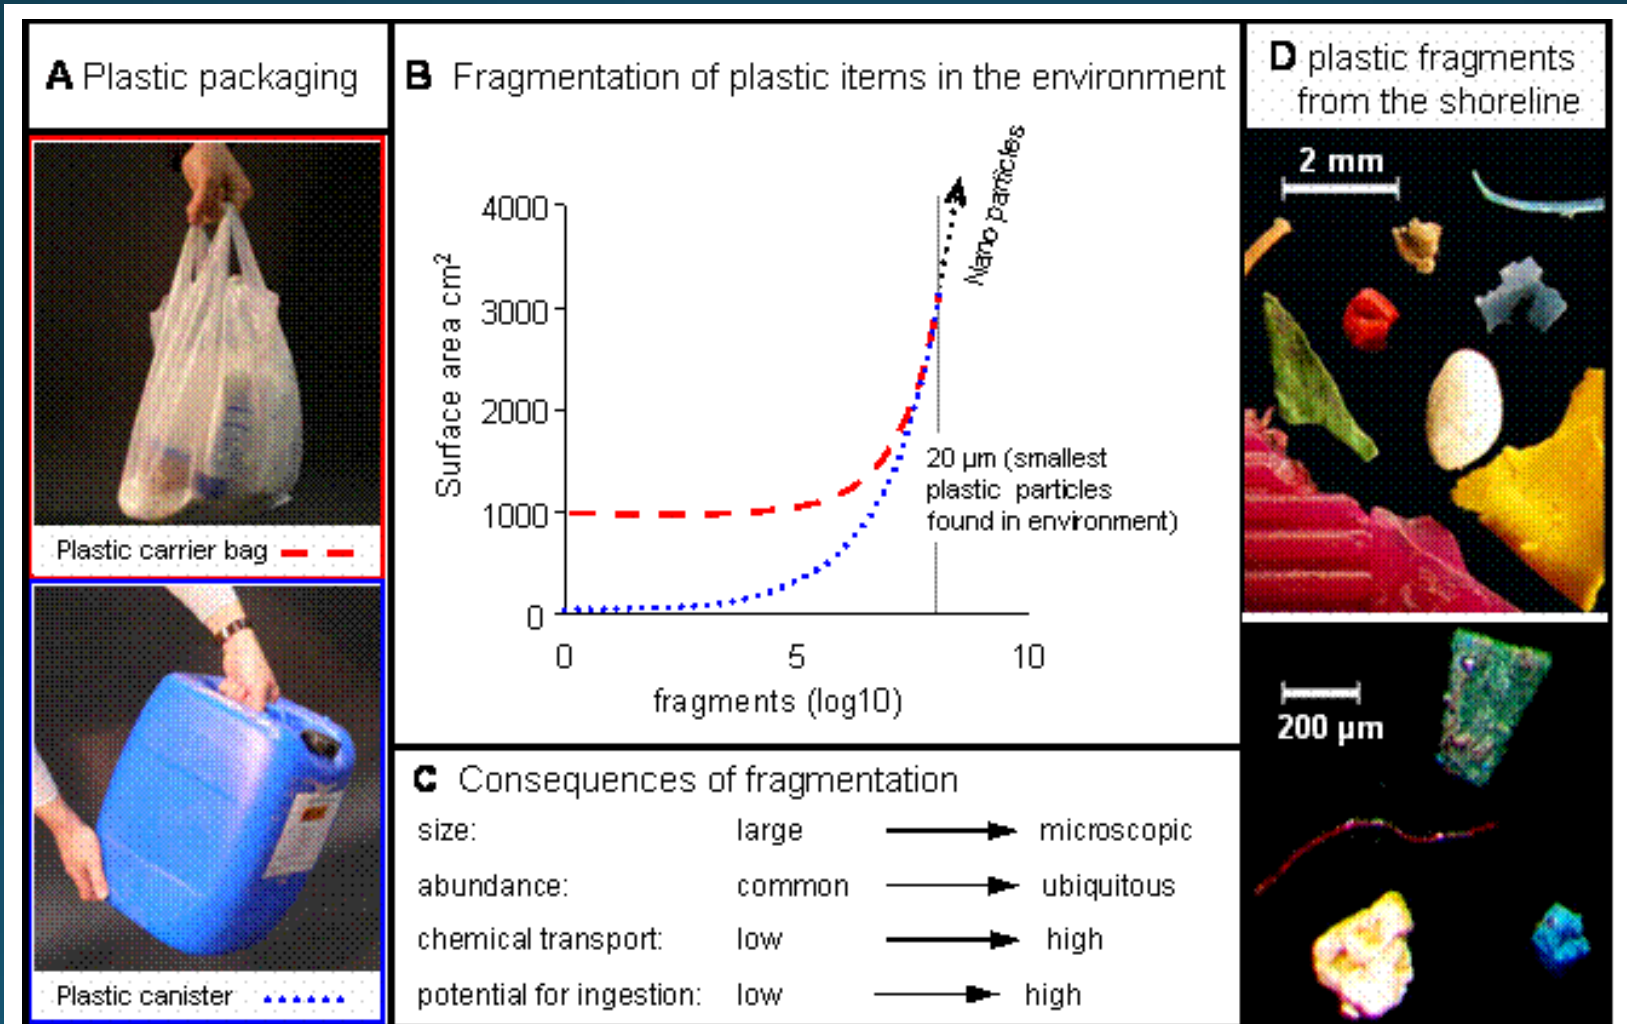 A Plastic packaging
Plastic carrier bag
Plastic canister
B Fragmentation of plastic items in the environment
Surface area cm²
4000
3000
2000
1000
0
0 5 10
fragments (log10)
Nano particles
20 µm (smallest
plastic particles
found in environment)
C Consequences of fragmentation
size: large microscopic
abundance: common ubiquitous
chemical transport: low high
potential for ingestion: low high
D plastic fragments
from the shoreline
2 mm
200 µm